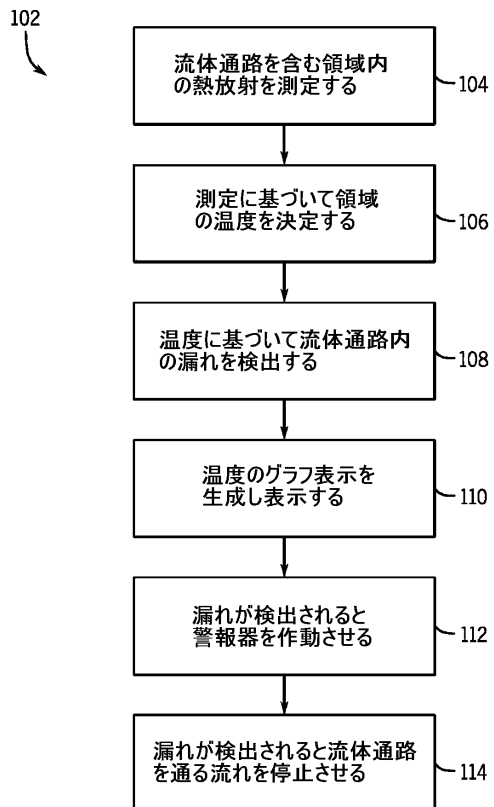 102
流体通路を含む領域内
の熱放射を測定する
104
測定に基づいて領域
の温度を決定する
106
温度に基づいて流体通路内
の漏れを検出する
108
温度のグラフ表示を
生成し表示する
110
漏れが検出されると
警報器を作動させる
112
漏れが検出されると流体通路
を通る流れを停止させる
114